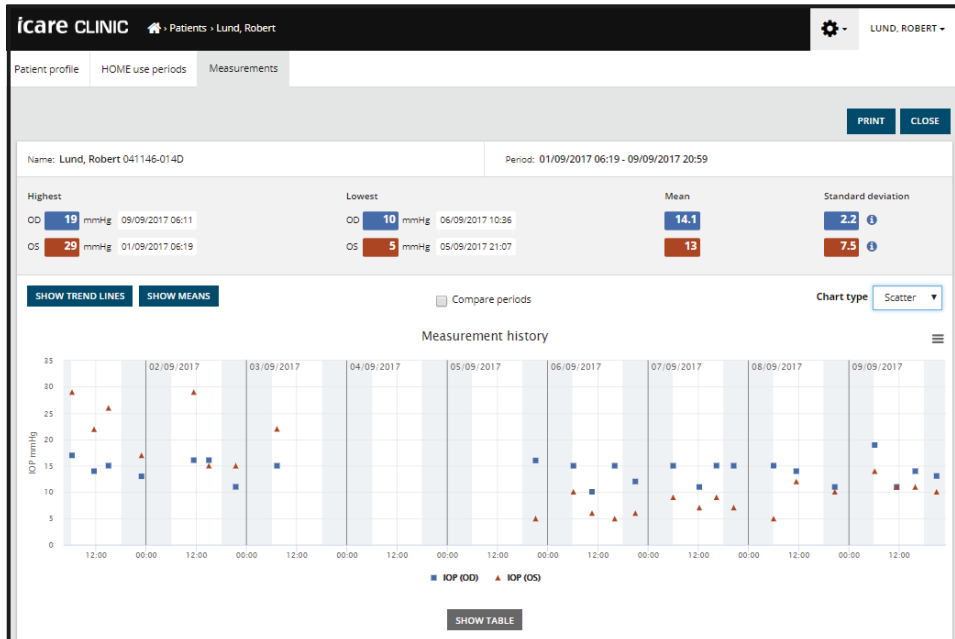 icare CLINIC › Patients › Lund, Robert LUND, ROBERT
Patient profile HOME use periods Measurements
PRINT CLOSE
Name: Lund, Robert 041146-014D Period: 01/09/2017 06:19 - 09/09/2017 20:59
Highest Lowest Mean Standard deviation
OD 19 mmHg 09/09/2017 06:11 OD 10 mmHg 06/09/2017 10:36 14.1 2.2
OS 29 mmHg 01/09/2017 06:19 OS 5 mmHg 05/09/2017 21:07 13 7.5
SHOW TREND LINES SHOW MEANS Compare periods Chart type Scatter
Measurement history
35
02/09/2017 03/09/2017 04/09/2017 05/09/2017 06/09/2017 07/09/2017 08/09/2017 09/09/2017
30
25
20
IOP mmHg
15
10
5
0
12:00 00:00 12:00 00:00 12:00 00:00 12:00 00:00 12:00 00:00 12:00 00:00 12:00 00:00 12:00 00:00 12:00
IOP (OD) IOP (OS)
SHOW TABLE